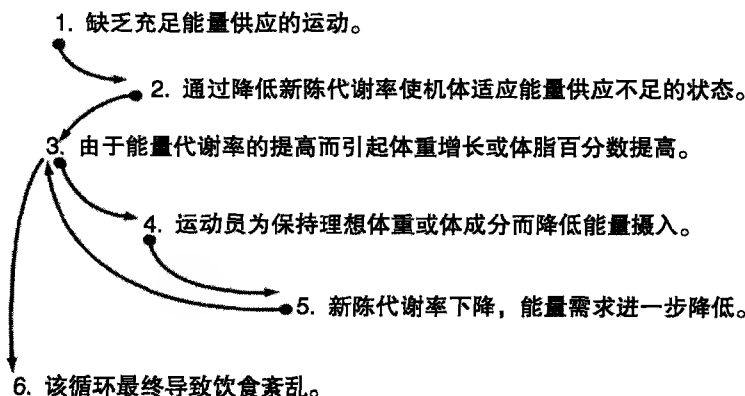 1. 缺乏充足能量供应的运动。
2. 通过降低新陈代谢率使机体适应能量供应不足的状态。
3. 由于能量代谢率的提高而引起体重增长或体脂百分数提高。
4. 运动员为保持理想体重或体成分而降低能量摄入。
5. 新陈代谢率下降，能量需求进一步降低。
6. 该循环最终导致饮食紊乱。